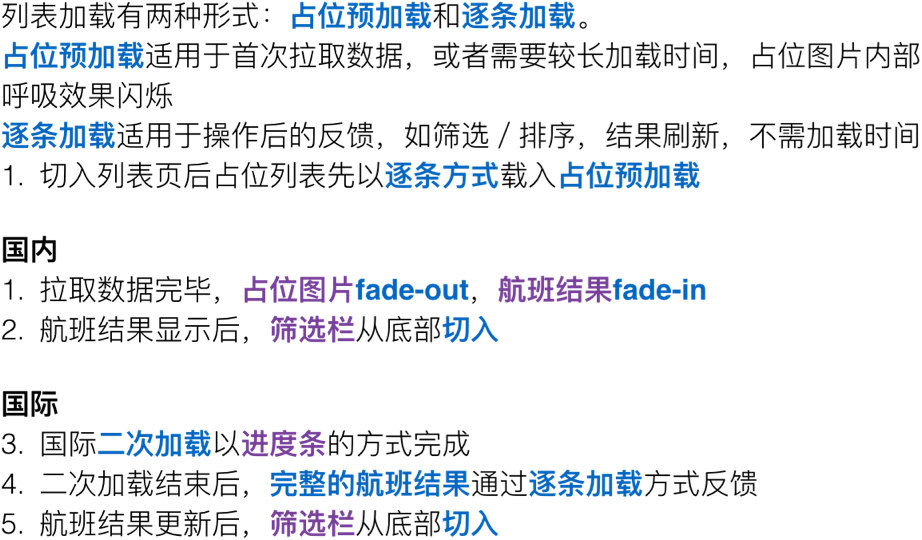 列表加载有两种形式：占位预加载和逐条加载。
占位预加载适用于首次拉取数据，或者需要较长加载时间，占位图片内部
呼吸效果闪烁
逐条加载适用于操作后的反馈，如筛选／排序，结果刷新，不需加载时间
1. 切入列表页后占位列表先以逐条方式载入占位预加载
国内
1. 拉取数据完毕，占位图片fade-out，航班结果fade-in
2. 航班结果显示后，筛选栏从底部切入
国际
3. 国际二次加载以进度条的方式完成
4. 二次加载结束后，完整的航班结果通过逐条加载方式反馈
5. 航班结果更新后，筛选栏从底部切入